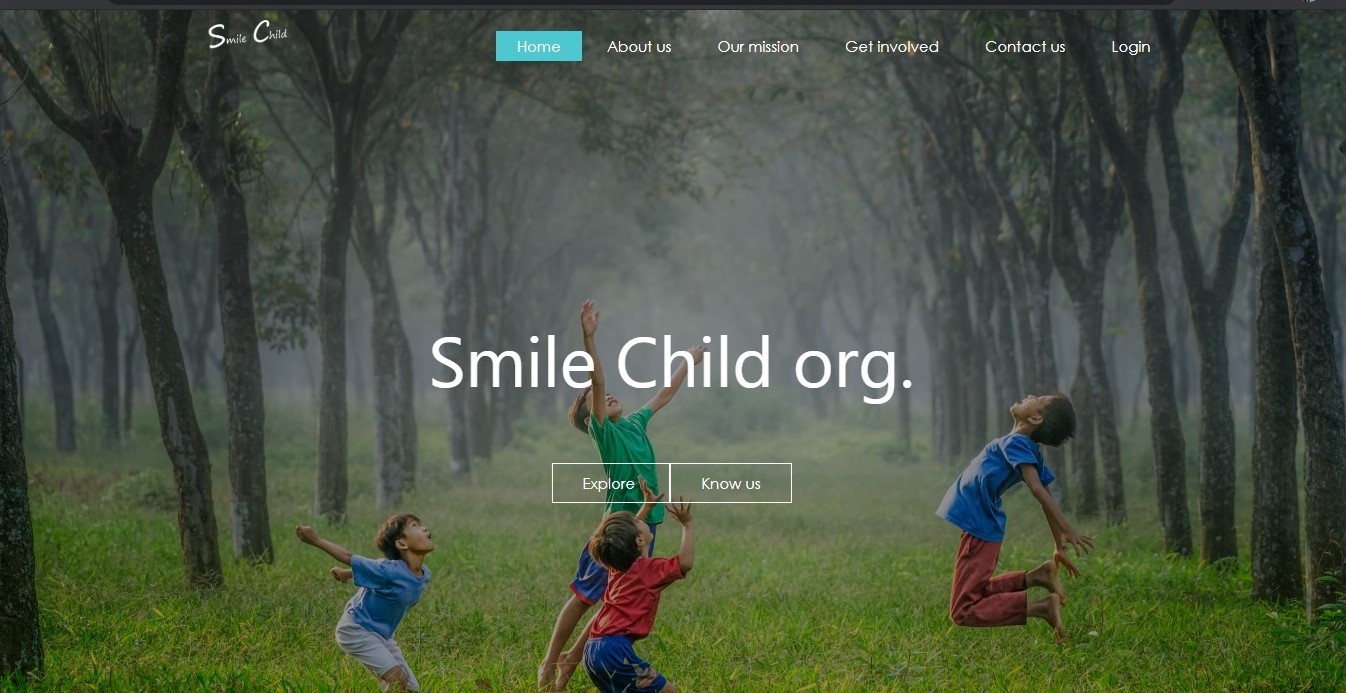 Smile Child
Home About us Our mission Get involved Contact us Login
Smile Child org.
Explore Know us